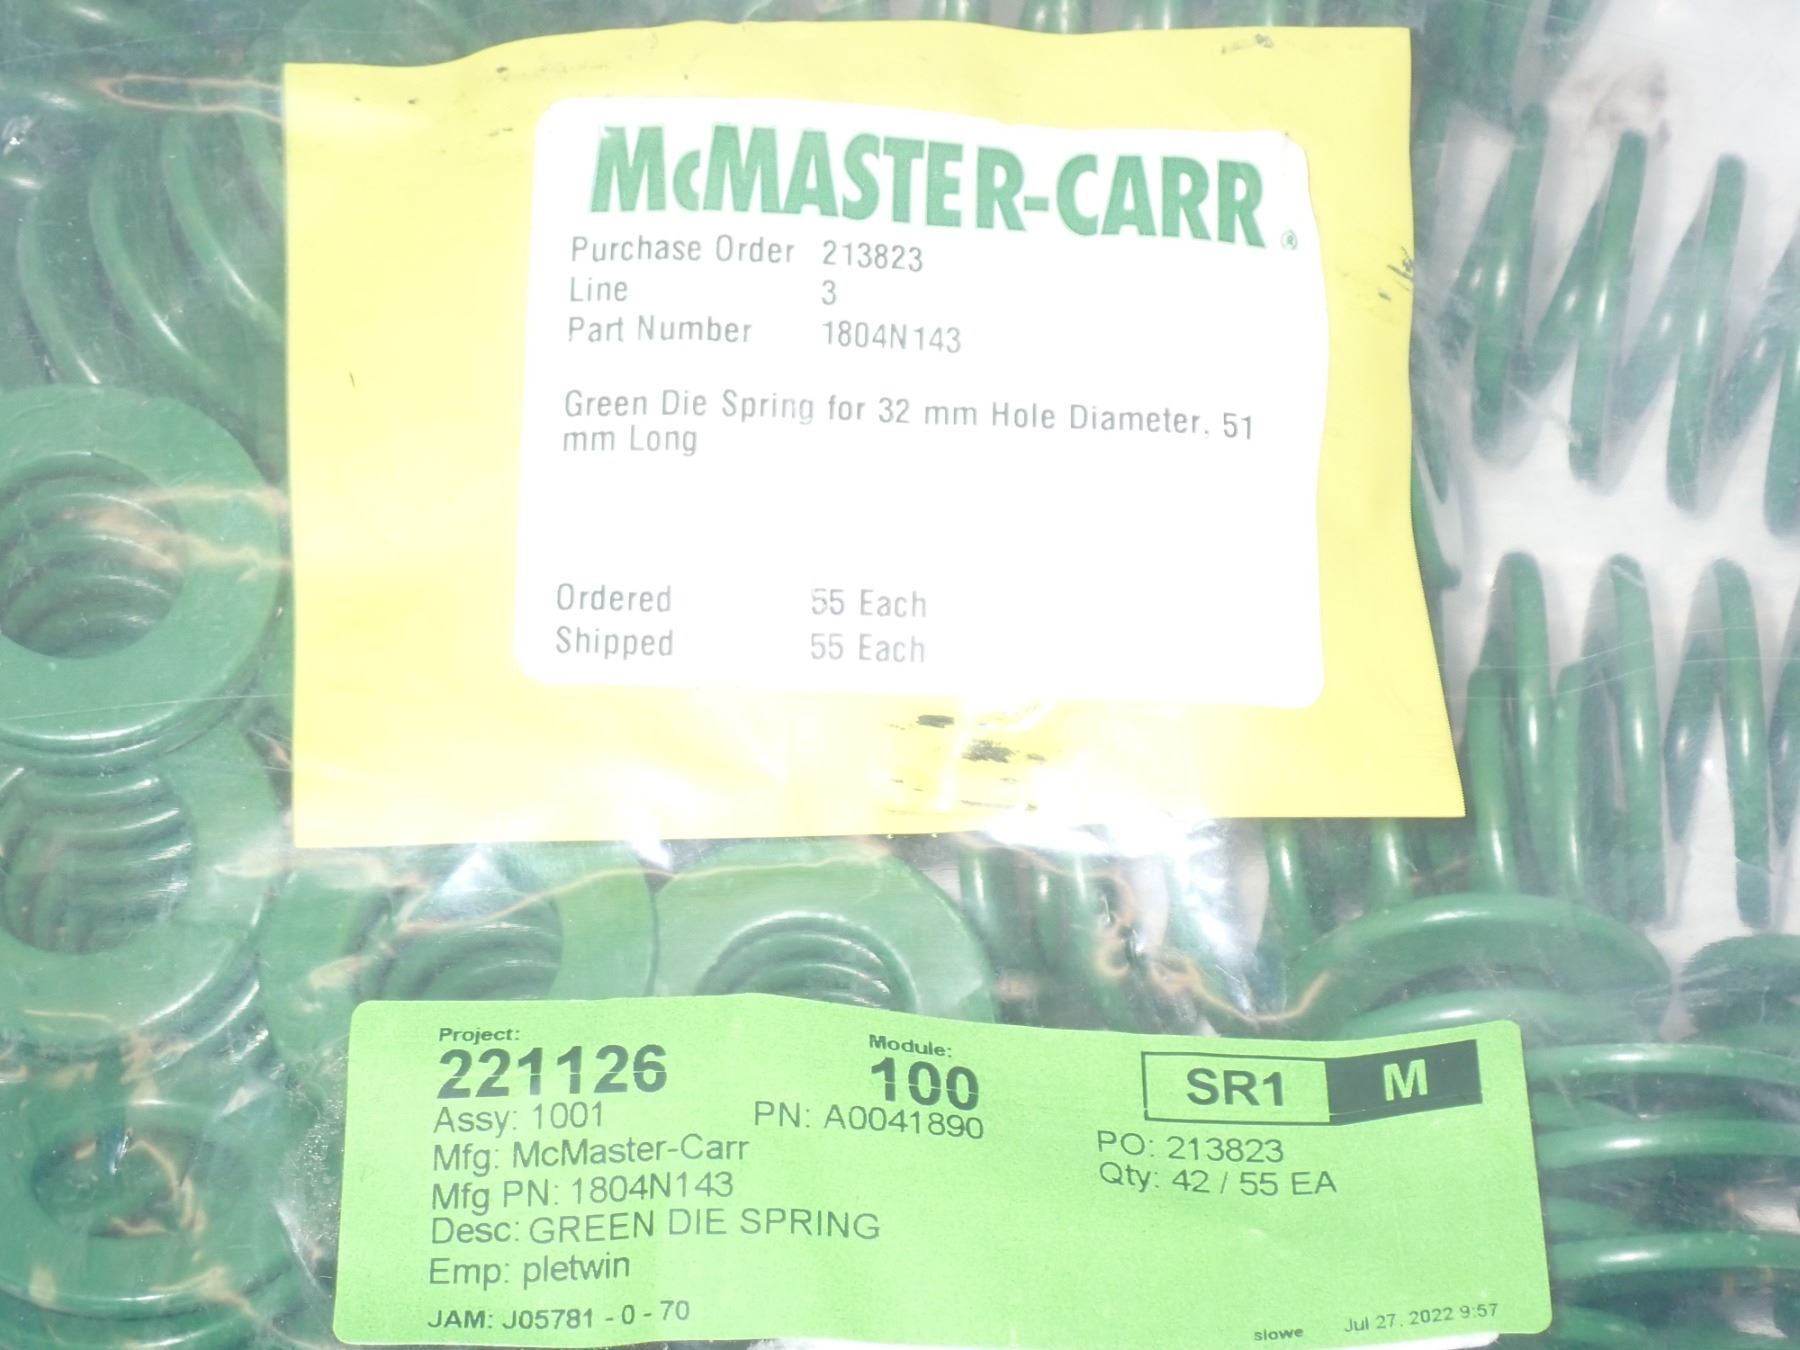 McMASTER-CARR®
Purchase Order 213823
Line 3
Part Number 1804N143
Green Die Spring for 32 mm Hole Diameter, 51
mm Long
Ordered 55 Each
Shipped 55 Each
Project: Module:
221126 100 SR1 M
Assy: 1001 PN: A0041890
Mfg: McMaster-Carr PO: 213823
Mfg PN: 1804N143 Qty: 42 / 55 EA
Desc: GREEN DIE SPRING
Emp: pletwin
JAM: J05781 - 0 - 70 slowe Jul 27, 2022 9:57